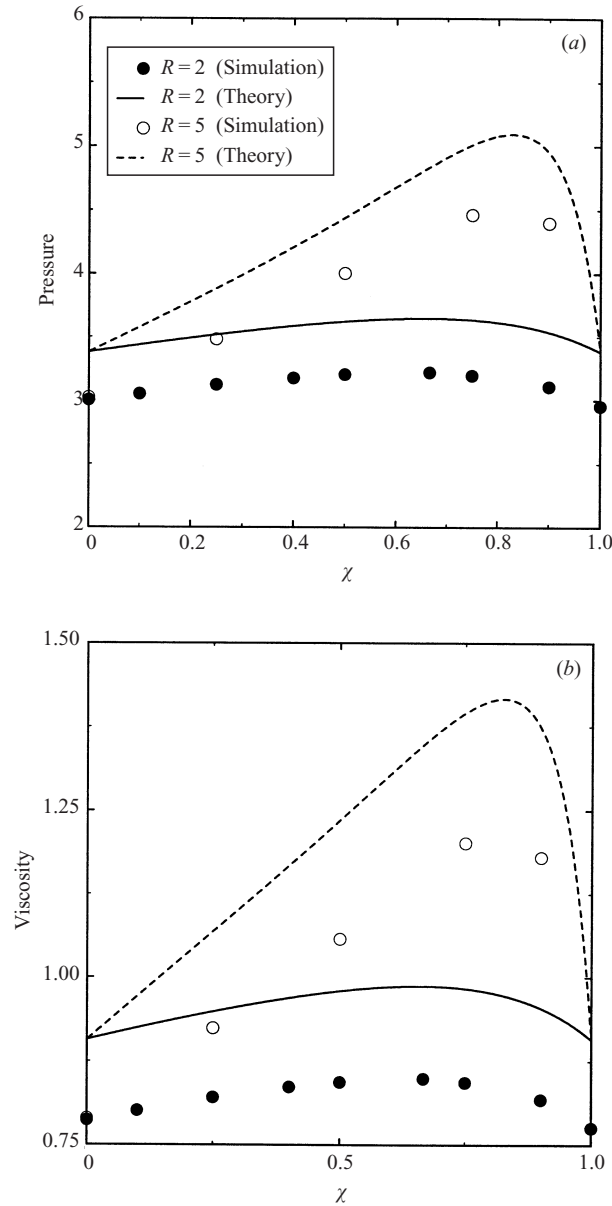 6
(a)
R = 2 (Simulation)
R = 2 (Theory)
R = 5 (Simulation)
R = 5 (Theory)
5
Pressure
4
3
2
0 0.2 0.4 0.6 0.8 1.0
χ
1.50
(b)
1.25
Viscosity
1.00
0.75
0 0.5 1.0
χ